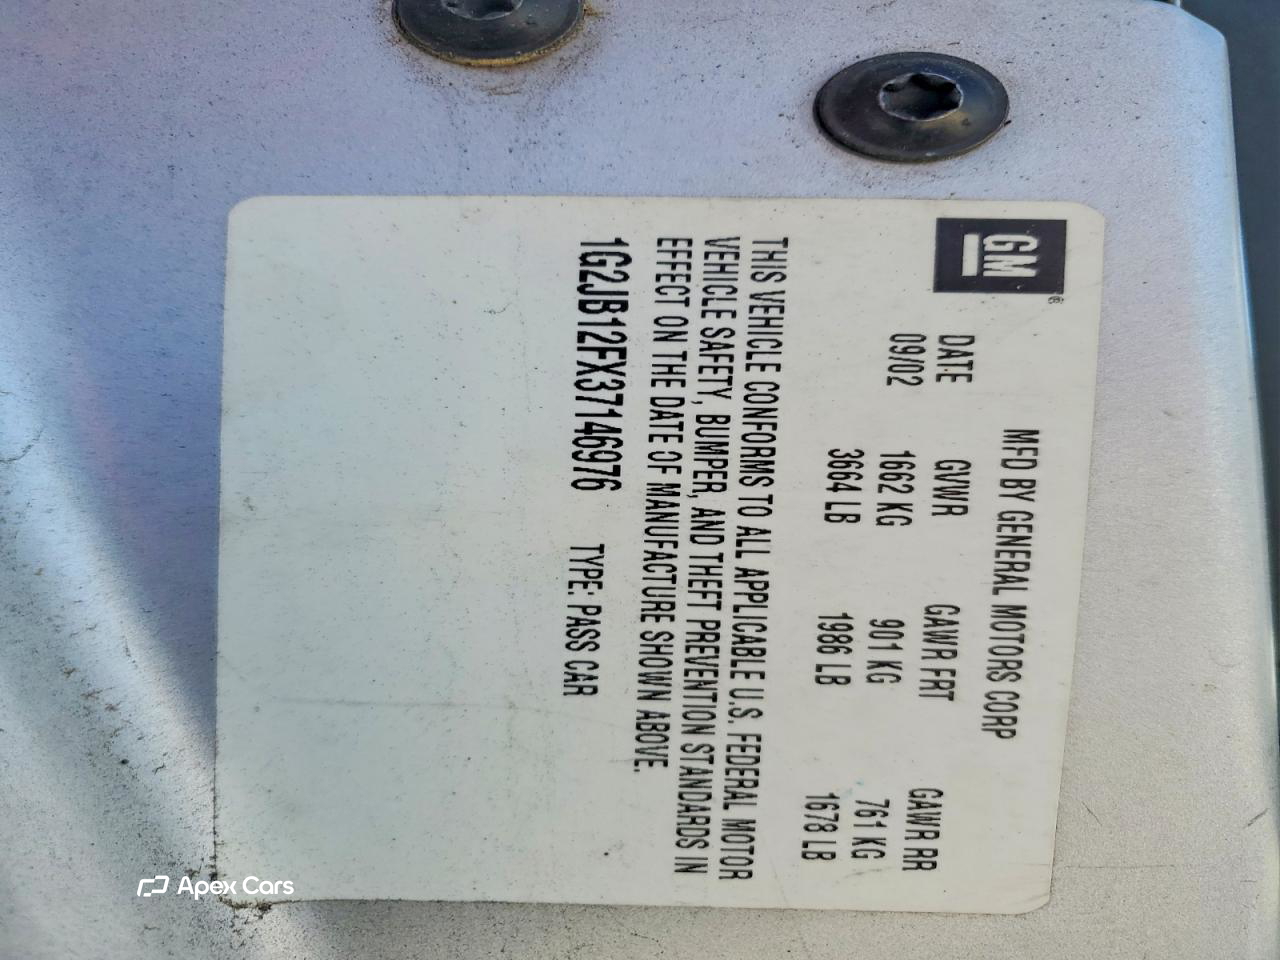 GM®
MFD BY GENERAL MOTORS CORP
DATE GVWR GAWR FRT GAWR RR
09/02 1662 KG 901 KG 761 KG
3664 LB 1986 LB 1678 LB
THIS VEHICLE CONFORMS TO ALL APPLICABLE U.S. FEDERAL MOTOR
VEHICLE SAFETY, BUMPER, AND THEFT PREVENTION STANDARDS IN
EFFECT ON THE DATE OF MANUFACTURE SHOWN ABOVE.
1G2JB12FX37146976 TYPE: PASS CAR
Apex Cars